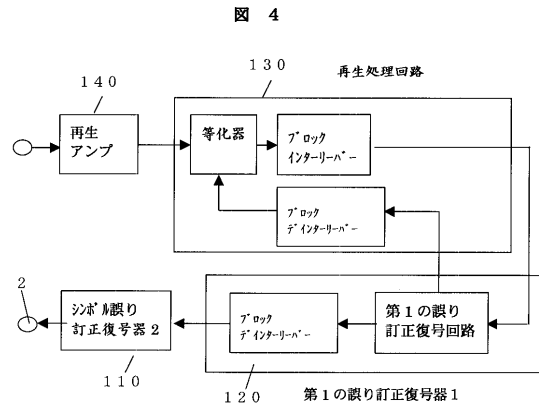 図 4
130
再生処理回路
140
再生
アンプ
等化器
ブロック
インターリーバー
ブロック
デインターリーバー
2
シンボル誤り
訂正復号器2
ブロック
デインターリーバー
第1の誤り
訂正復号回路
110
120
第1の誤り訂正復号器1